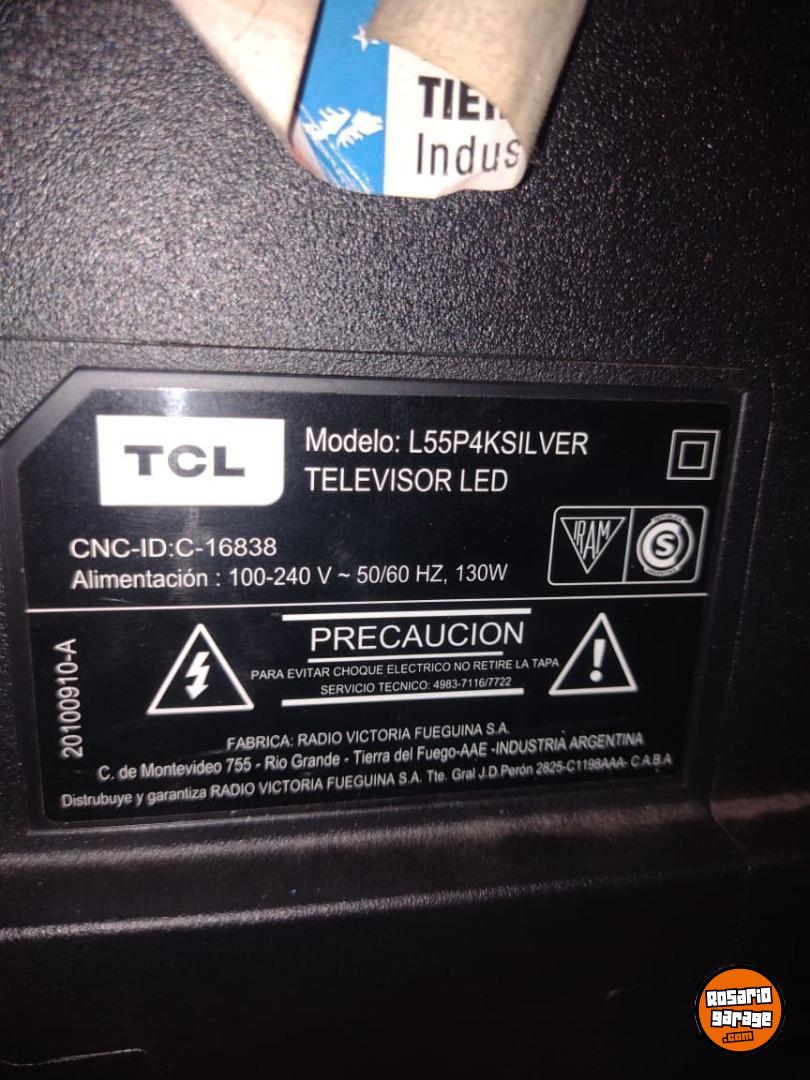 Indus
TCL
Modelo: L55P4KSILVER
TELEVISOR LED
CNC-ID:C-16838
Alimentación : 100-240 V ~ 50/60 HZ, 130W
IRAM
S
PRECAUCION
PARA EVITAR CHOQUE ELECTRICO NO RETIRE LA TAPA
SERVICIO TECNICO: 4983-7116/7722
20100910-A
FABRICA: RADIO VICTORIA FUEGUINA S.A.
C. de Montevideo 755 - Rio Grande - Tierra del Fuego-AAE -INDUSTRIA ARGENTINA
Distrubuye y garantiza RADIO VICTORIA FUEGUINA S.A. Tte. Gral J.D.Perón 2825-C1198AAA- C.A.B.A
Rosario
garage
.com